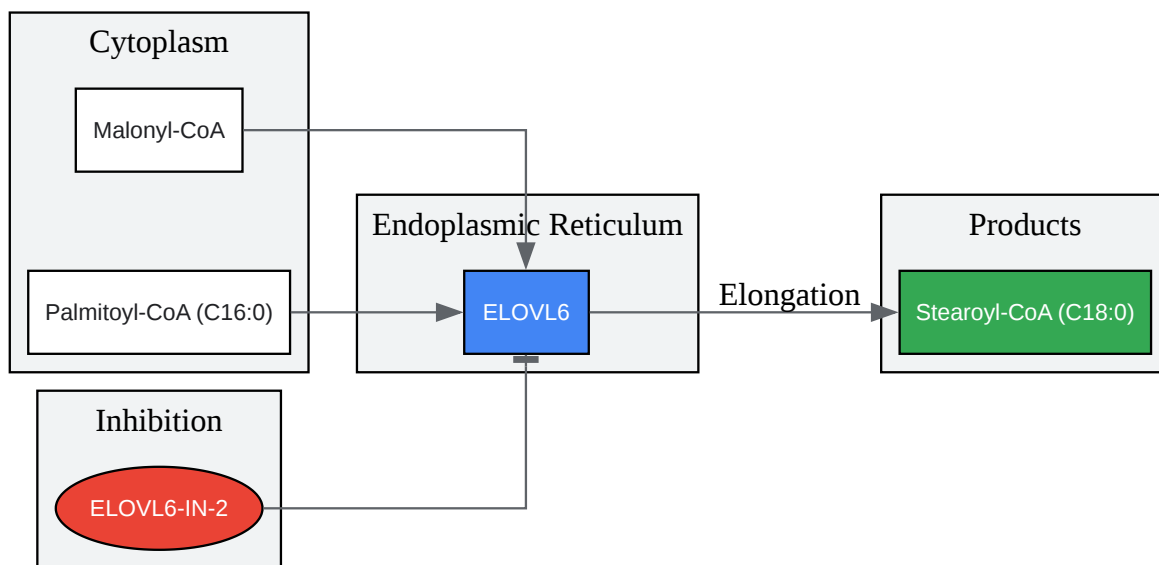 Cytoplasm
Malonyl-CoA
Palmitoyl-CoA (C16:0)
Endoplasmic Reticulum
ELOVL6
Elongation
Products
Stearoyl-CoA (C18:0)
Inhibition
ELOVL6-IN-2